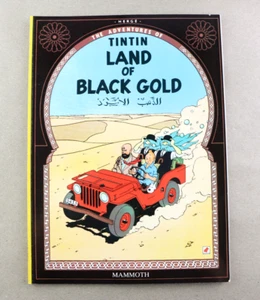 HERGÉ
THE ADVENTURES OF
TINTIN
LAND
OF
BLACK GOLD
MAMMOTH